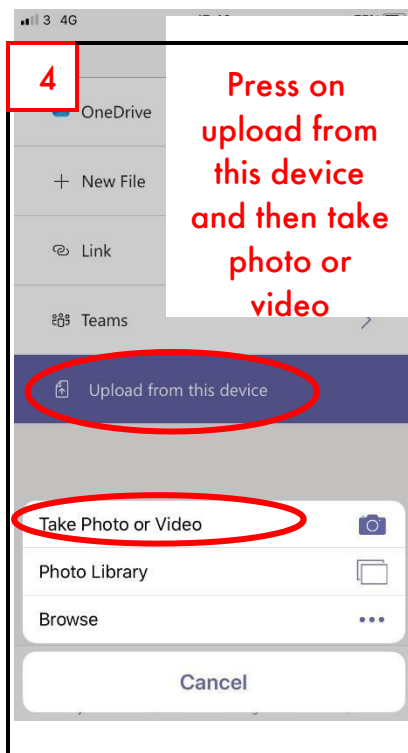 3 4G
4
Press on
upload from
this device
and then take
photo or
video
OneDrive
+ New File
Link
Teams
Upload from this device
Take Photo or Video
Photo Library
Browse
Cancel